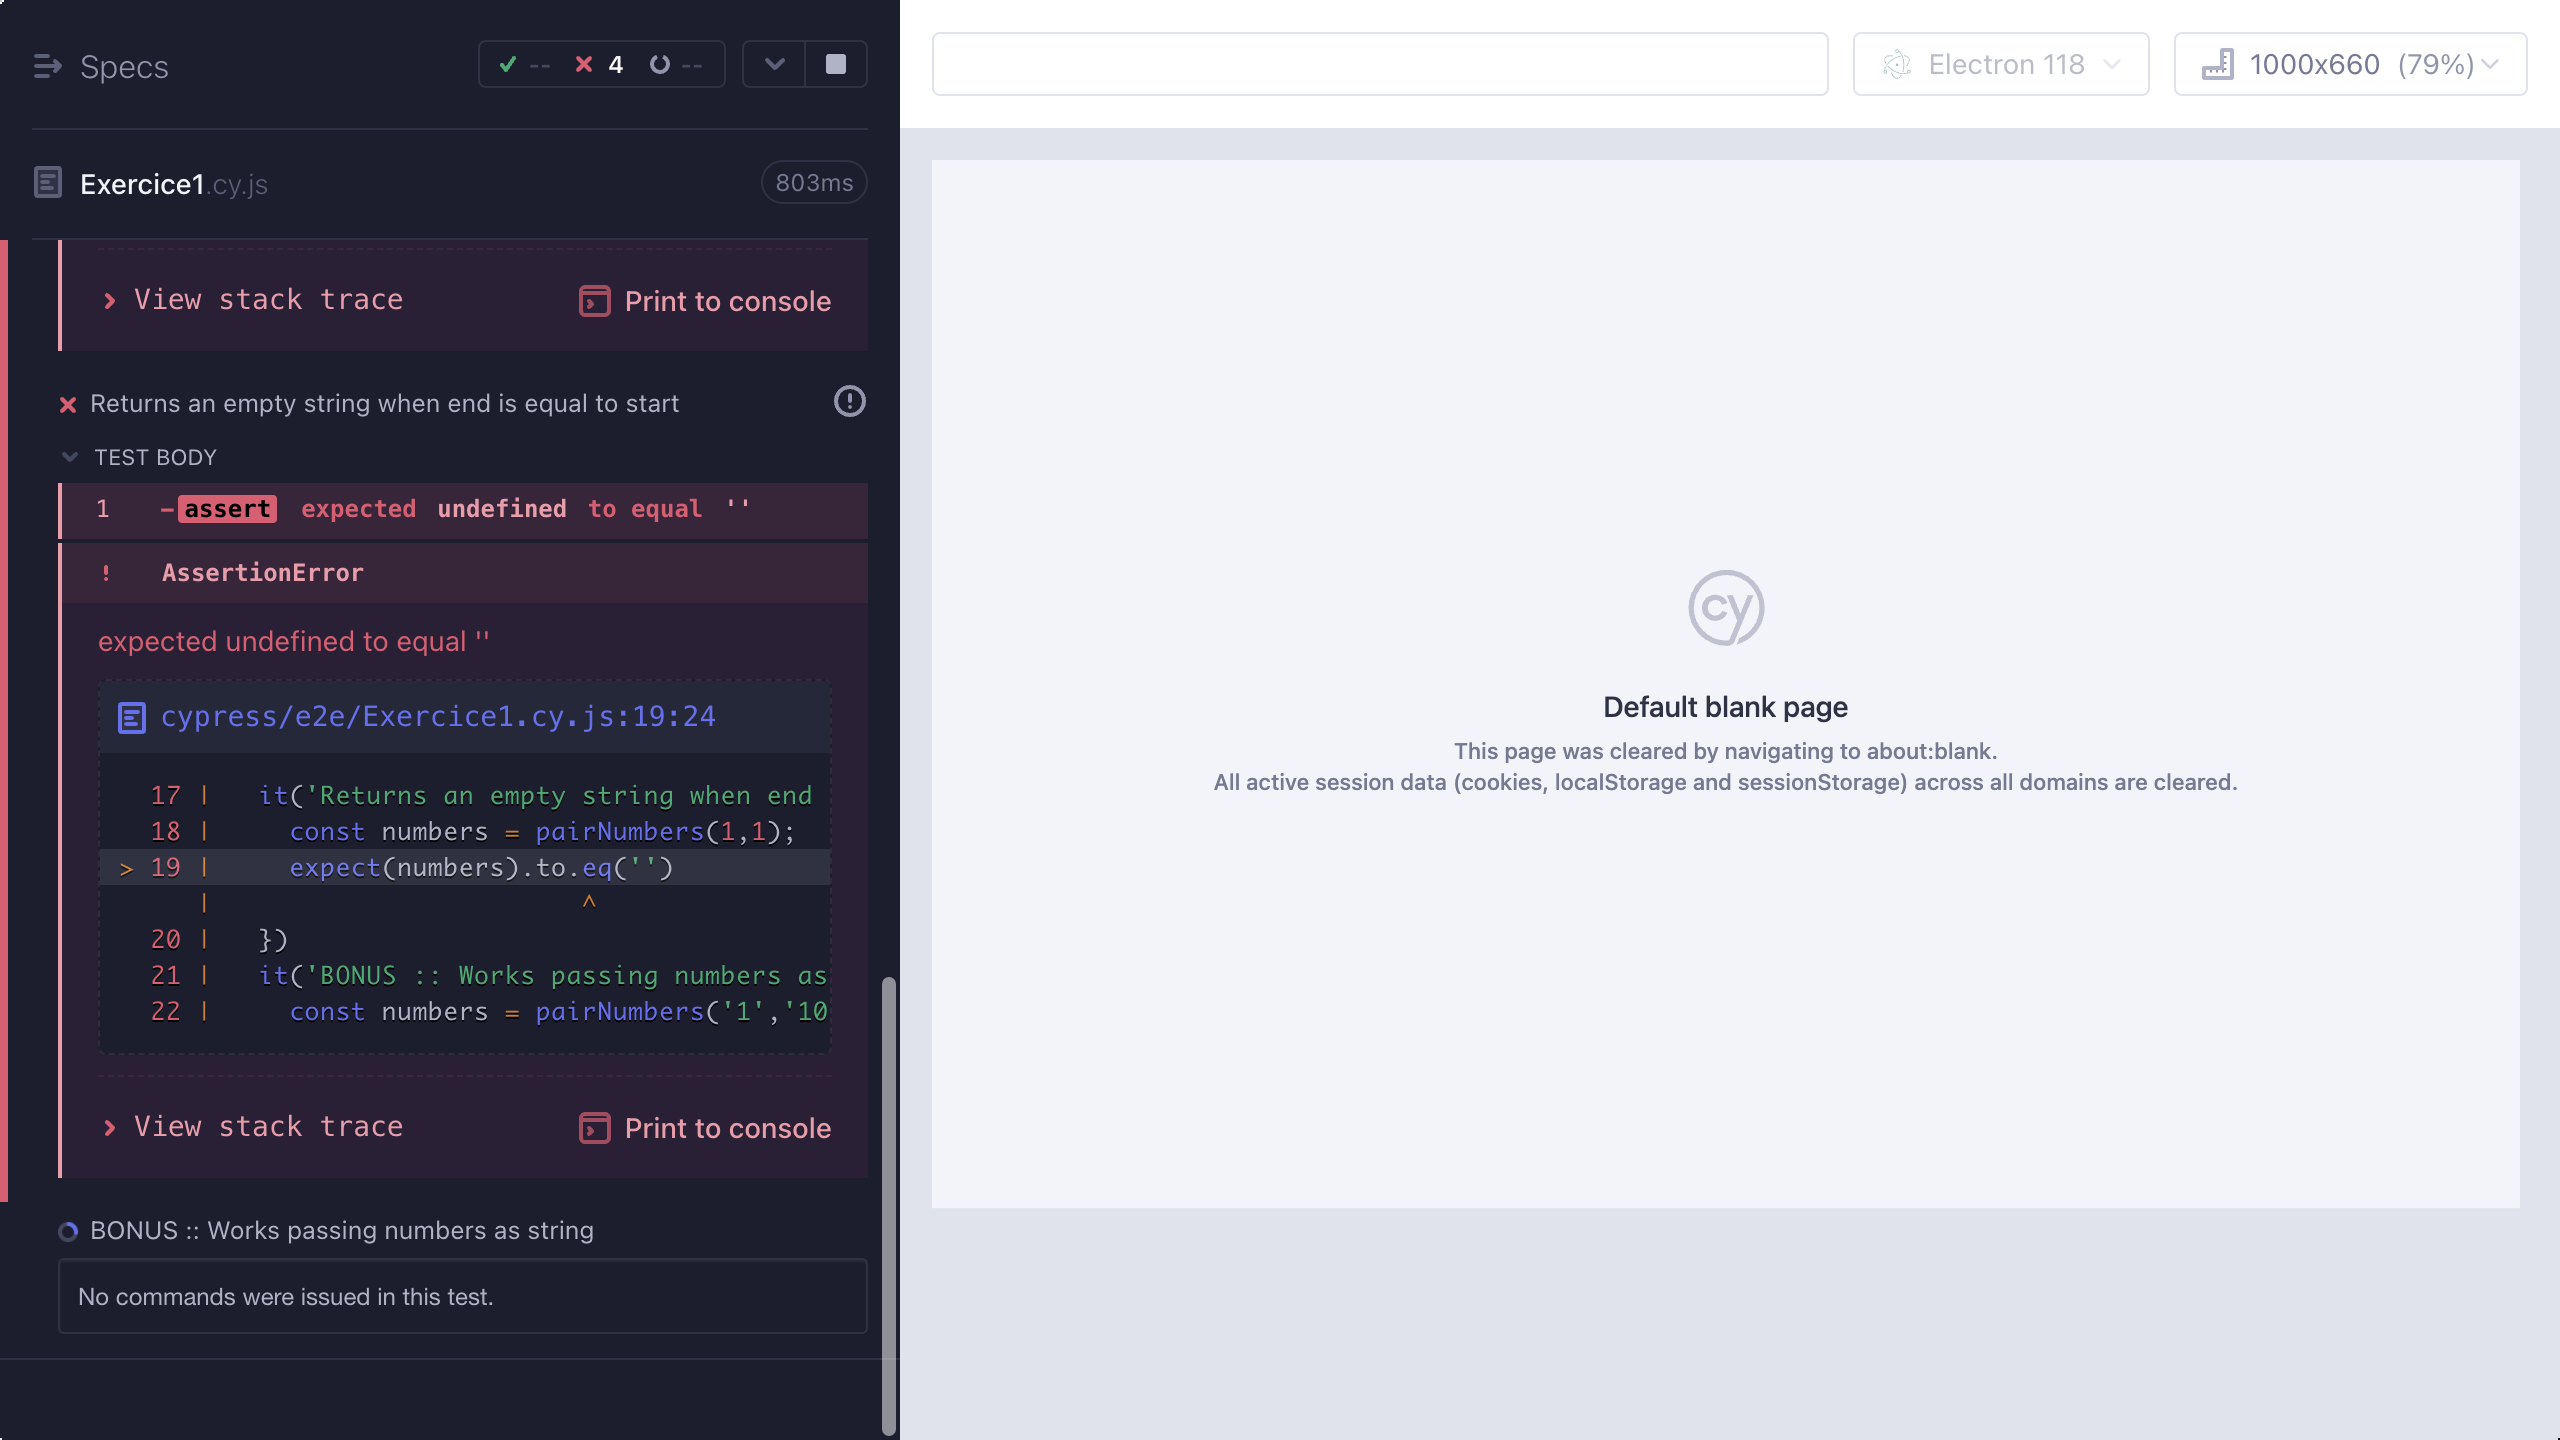 Specs
-- 4 --
Exercice1.cy.js
803ms
View stack trace
Print to console
Returns an empty string when end is equal to start
TEST BODY
1 -assert expected undefined to equal ''
! AssertionError
expected undefined to equal ''
cypress/e2e/Exercice1.cy.js:19:24
17 | it('Returns an empty string when end
18 | const numbers = pairNumbers(1,1);
> 19 | expect(numbers).to.eq('')
| ^
20 | })
21 | it('BONUS :: Works passing numbers as
22 | const numbers = pairNumbers('1','10
View stack trace
Print to console
BONUS :: Works passing numbers as string
No commands were issued in this test.
Electron 118
1000x660 (79%)
cy
Default blank page
This page was cleared by navigating to about:blank.
All active session data (cookies, localStorage and sessionStorage) across all domains are cleared.